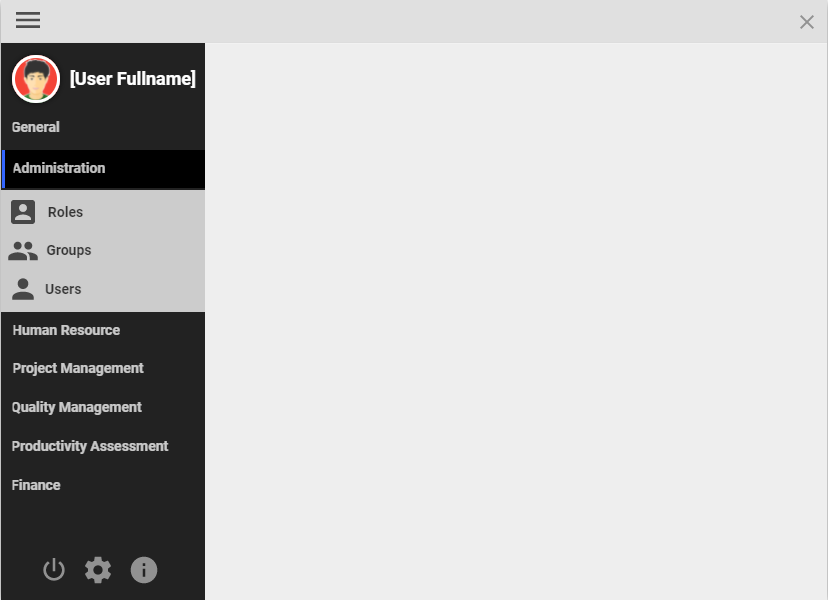 [User Fullname]
General
Administration
Roles
Groups
Users
Human Resource
Project Management
Quality Management
Productivity Assessment
Finance